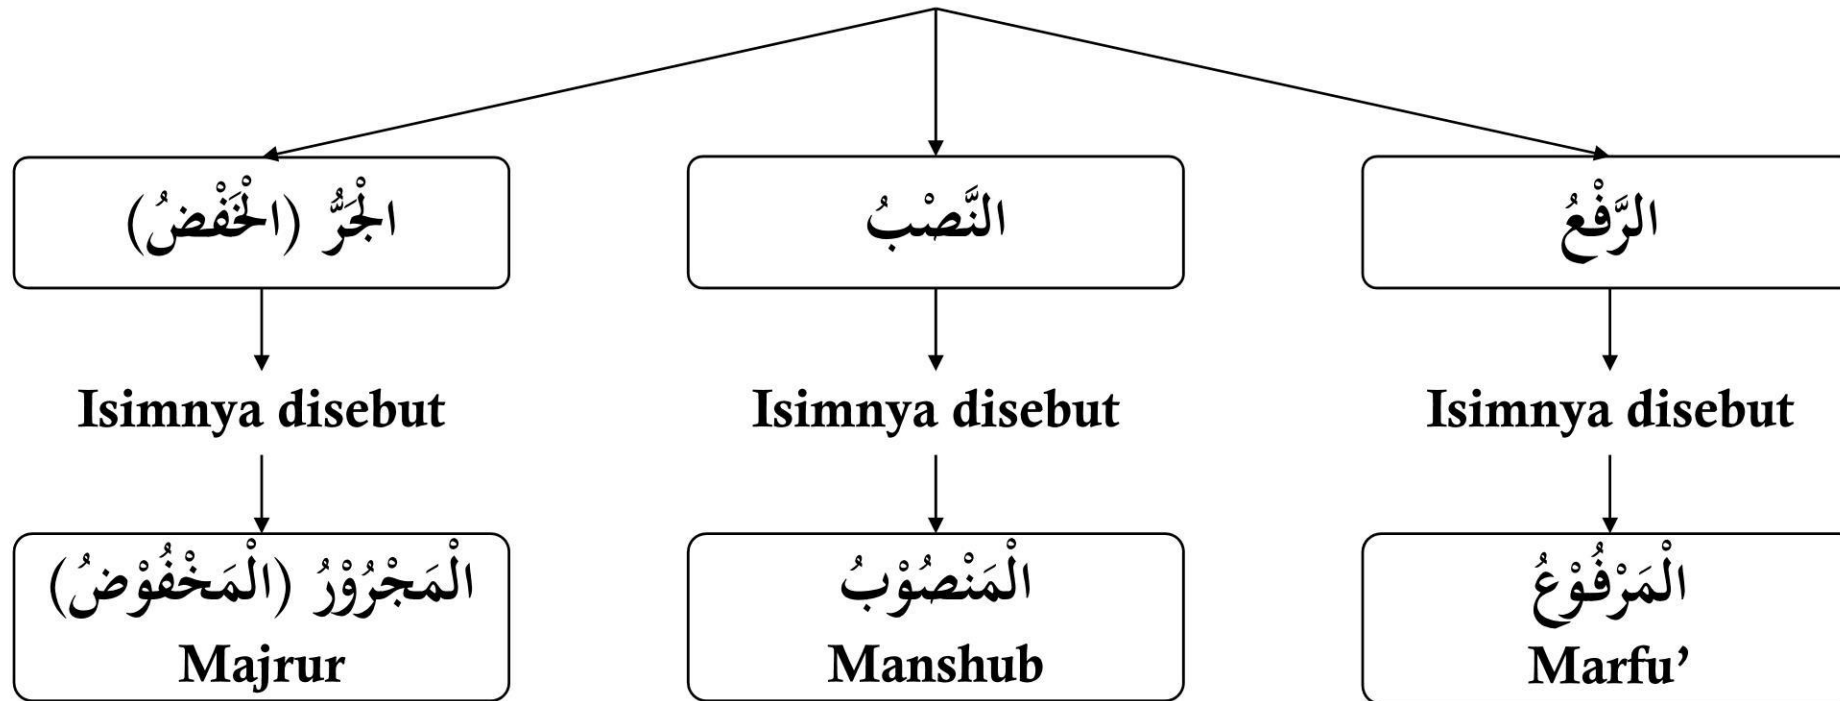 الرَّفْعُ
النَّصْبُ
الْجَرُّ (الْخَفْضُ)
Isimnya disebut
Isimnya disebut
Isimnya disebut
الْمَرْفُوْعُ
Marfu’
الْمَنْصُوْبُ
Manshub
الْمَجْرُوْرُ (الْمَخْفُوْضُ)
Majrur